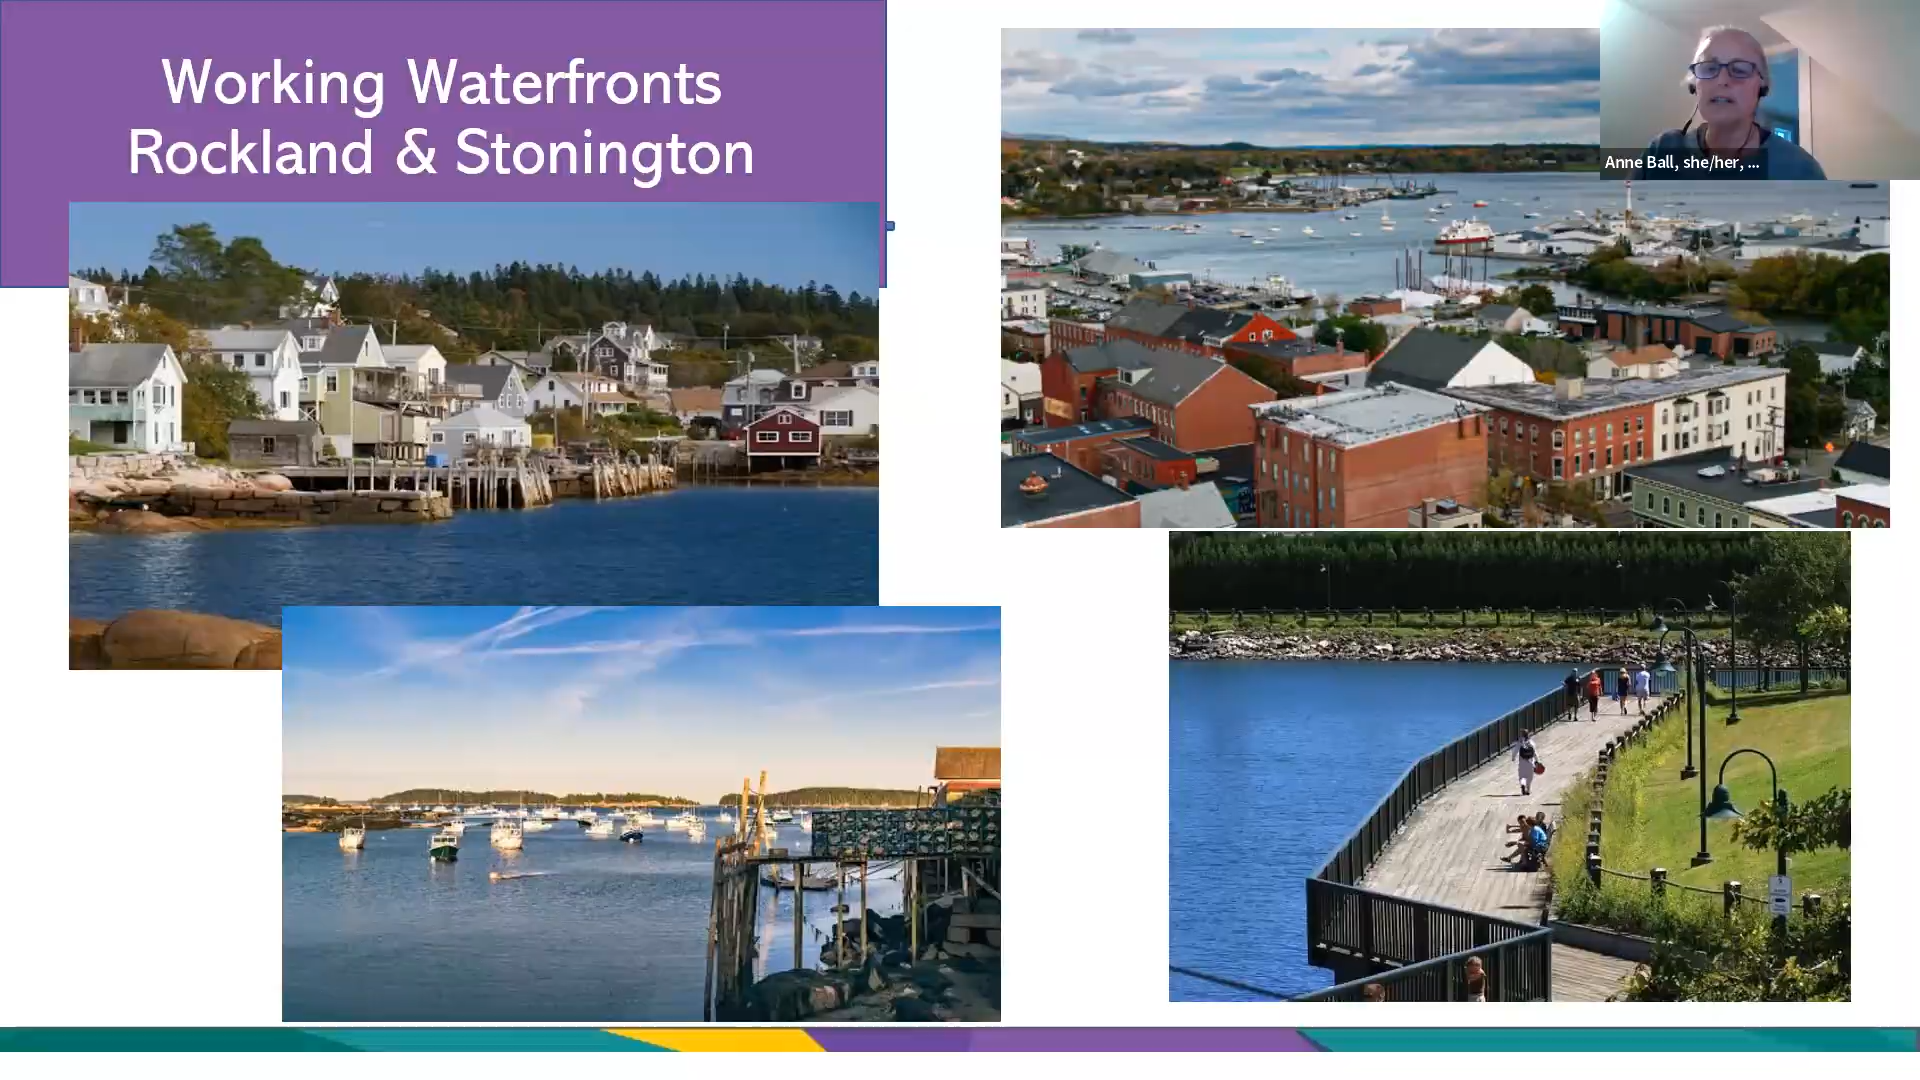 Working Waterfronts
Rockland & Stonington
Anne Ball, she/her, ...